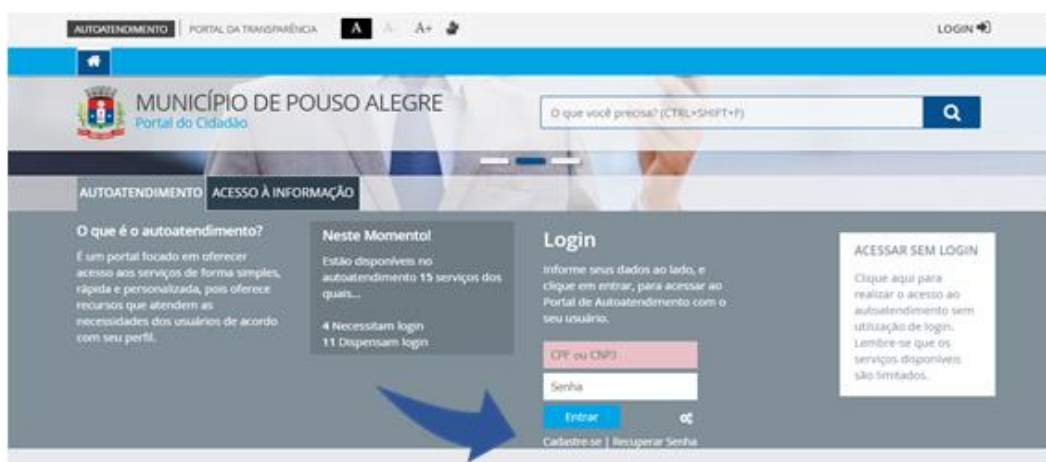 AUTOATENDIMENTO | PORTAL DA TRANSPARÊNCIA A A- A+ LOGIN
MUNICÍPIO DE POUSO ALEGRE
Portal do Cidadão
O que você precisa? (CTRL+SHIFT+F)
AUTOATENDIMENTO ACESSO À INFORMAÇÃO
O que é o autoatendimento?
É um portal focado em oferecer
acesso aos serviços de forma simples,
rápida e personalizada, pois oferece
recursos que atendem as
necessidades dos usuários de acordo
com seu perfil.
Neste Momento!
Estão disponíveis no
autoatendimento 15 serviços dos
quais...
4 Necessitam login
11 Dispensam login
Login
Informe seus dados ao lado, e
clique em entrar, para acessar ao
Portal de Autoatendimento com o
seu usuário.
CPF ou CNPJ
Senha
Entrar
Cadastre-se | Recuperar Senha
ACESSAR SEM LOGIN
Clique aqui para
realizar o acesso ao
autoatendimento sem
utilização de login.
Lembre-se que os
serviços disponíveis
são limitados.